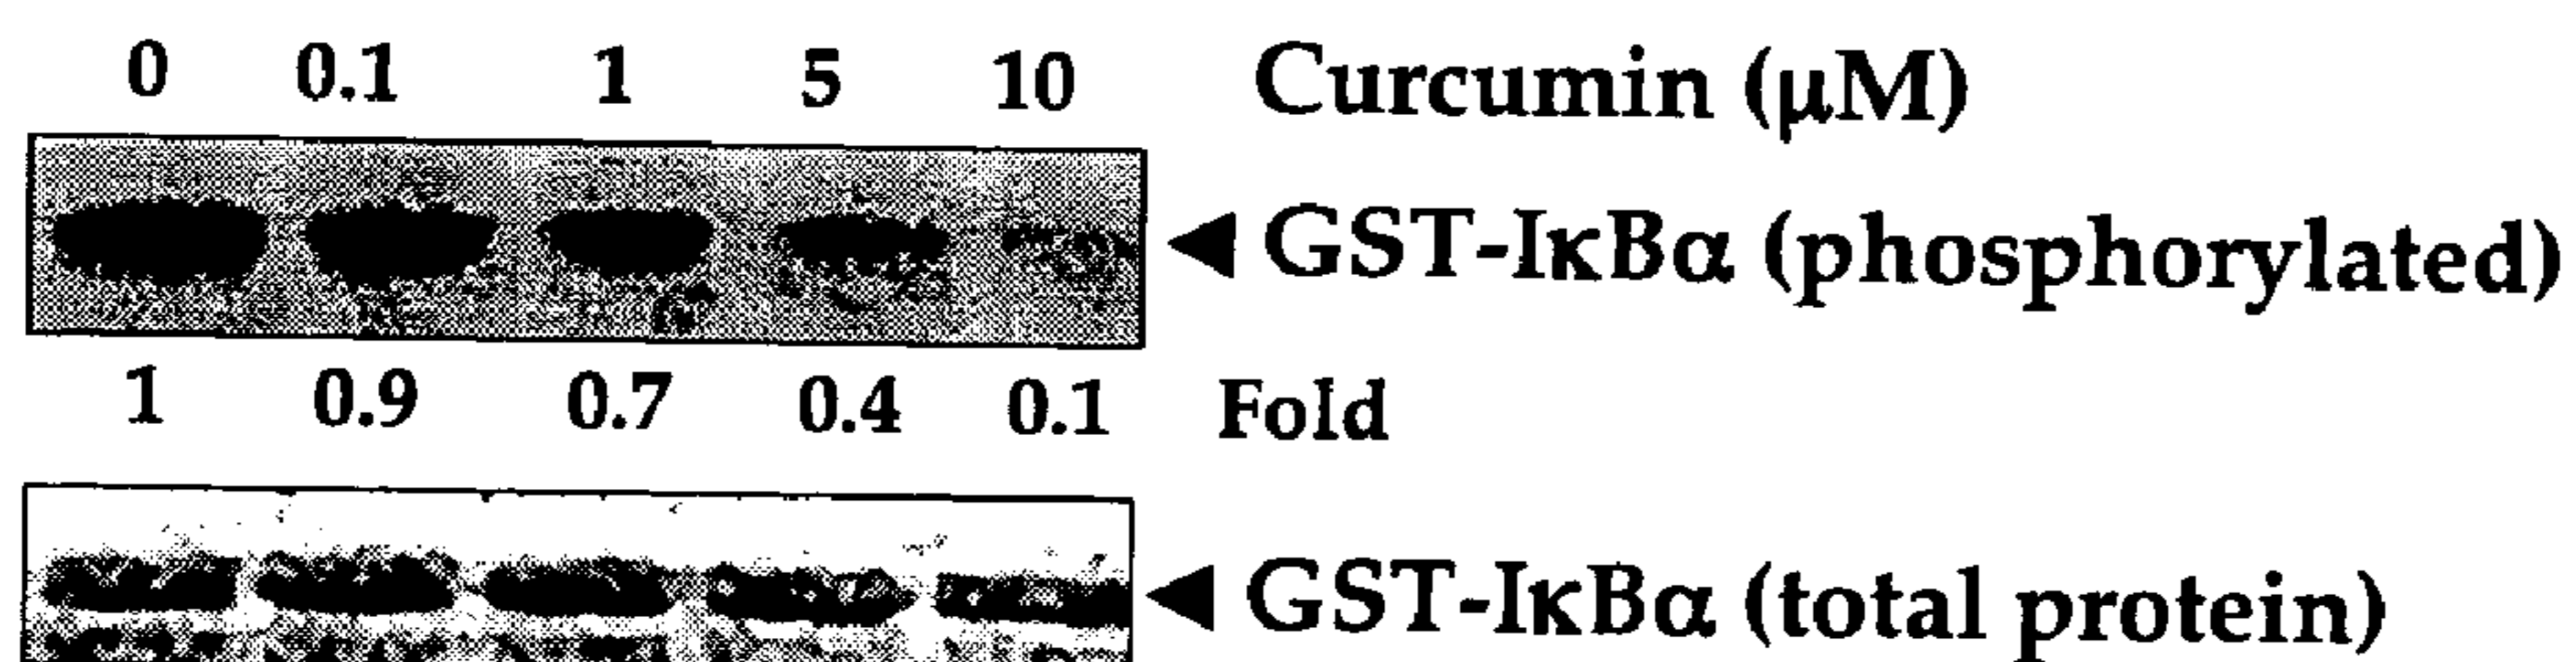 0 0.1 1 5 10 Curcumin (μM)
GST-IκBα (phosphorylated)
1 0.9 0.7 0.4 0.1 Fold
GST-IκBα (total protein)